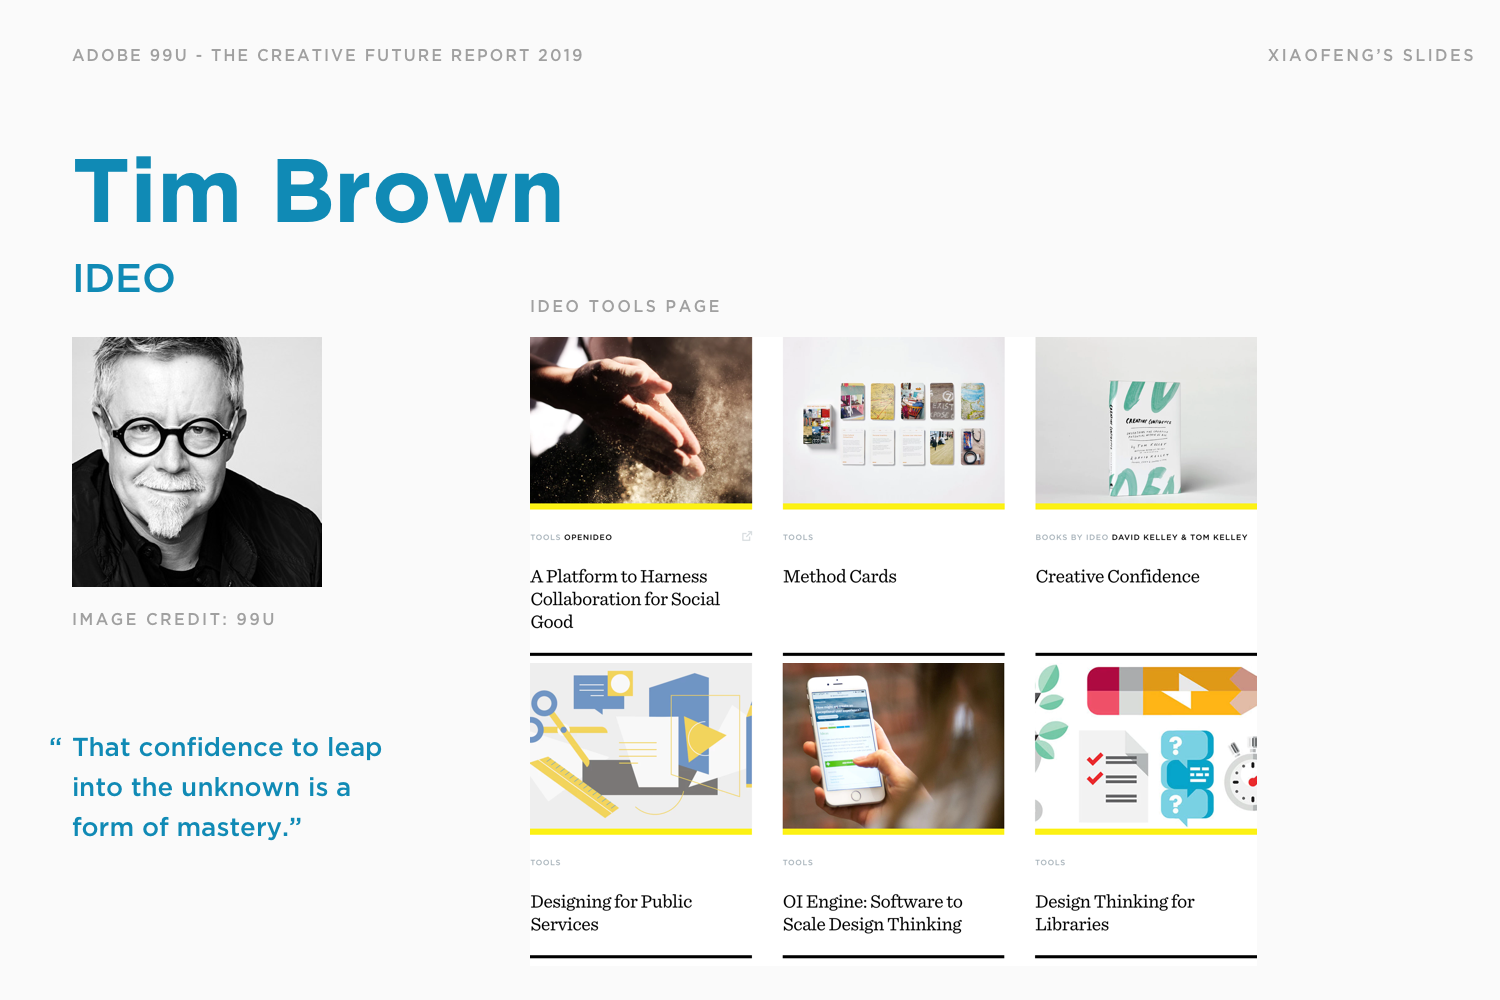 ADOBE 99U - THE CREATIVE FUTURE REPORT 2019
XIAOFENG’S SLIDES
Tim Brown
IDEO
IMAGE CREDIT: 99U
“ That confidence to leap
into the unknown is a
form of mastery.”
IDEO TOOLS PAGE
CREATIVE CONFIDENCE
TOOLS OPENIDEO
A Platform to Harness
Collaboration for Social
Good
TOOLS
Method Cards
BOOKS BY IDEO DAVID KELLEY & TOM KELLEY
Creative Confidence
? 
?
TOOLS
Designing for Public
Services
TOOLS
OI Engine: Software to
Scale Design Thinking
TOOLS
Design Thinking for
Libraries